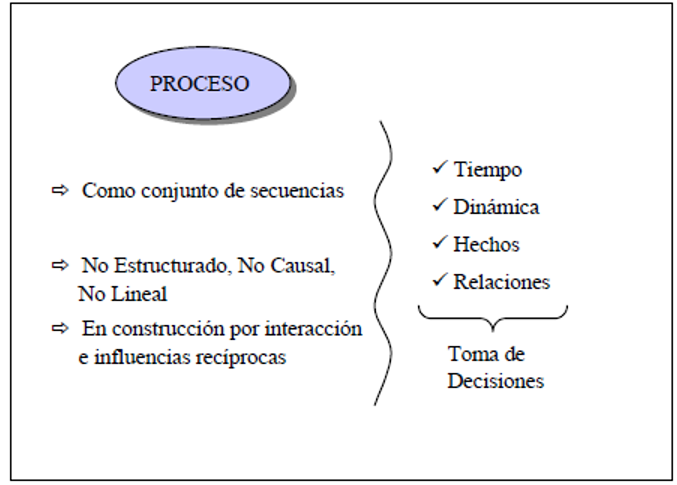 PROCESO
⇨ Como conjunto de secuencias
⇨ No Estructurado, No Causal,
No Lineal
⇨ En construcción por interacción
e influencias recíprocas
✓ Tiempo
✓ Dinámica
✓ Hechos
✓ Relaciones
Toma de
Decisiones